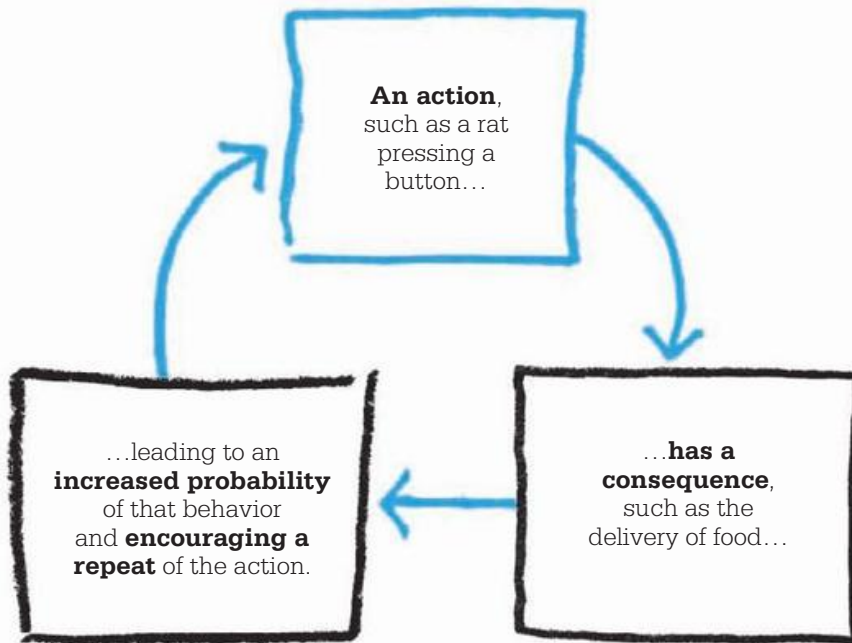 An action,
such as a rat
pressing a
button…
…has a
consequence,
such as the
delivery of food…
…leading to an
increased probability
of that behavior
and encouraging a
repeat of the action.